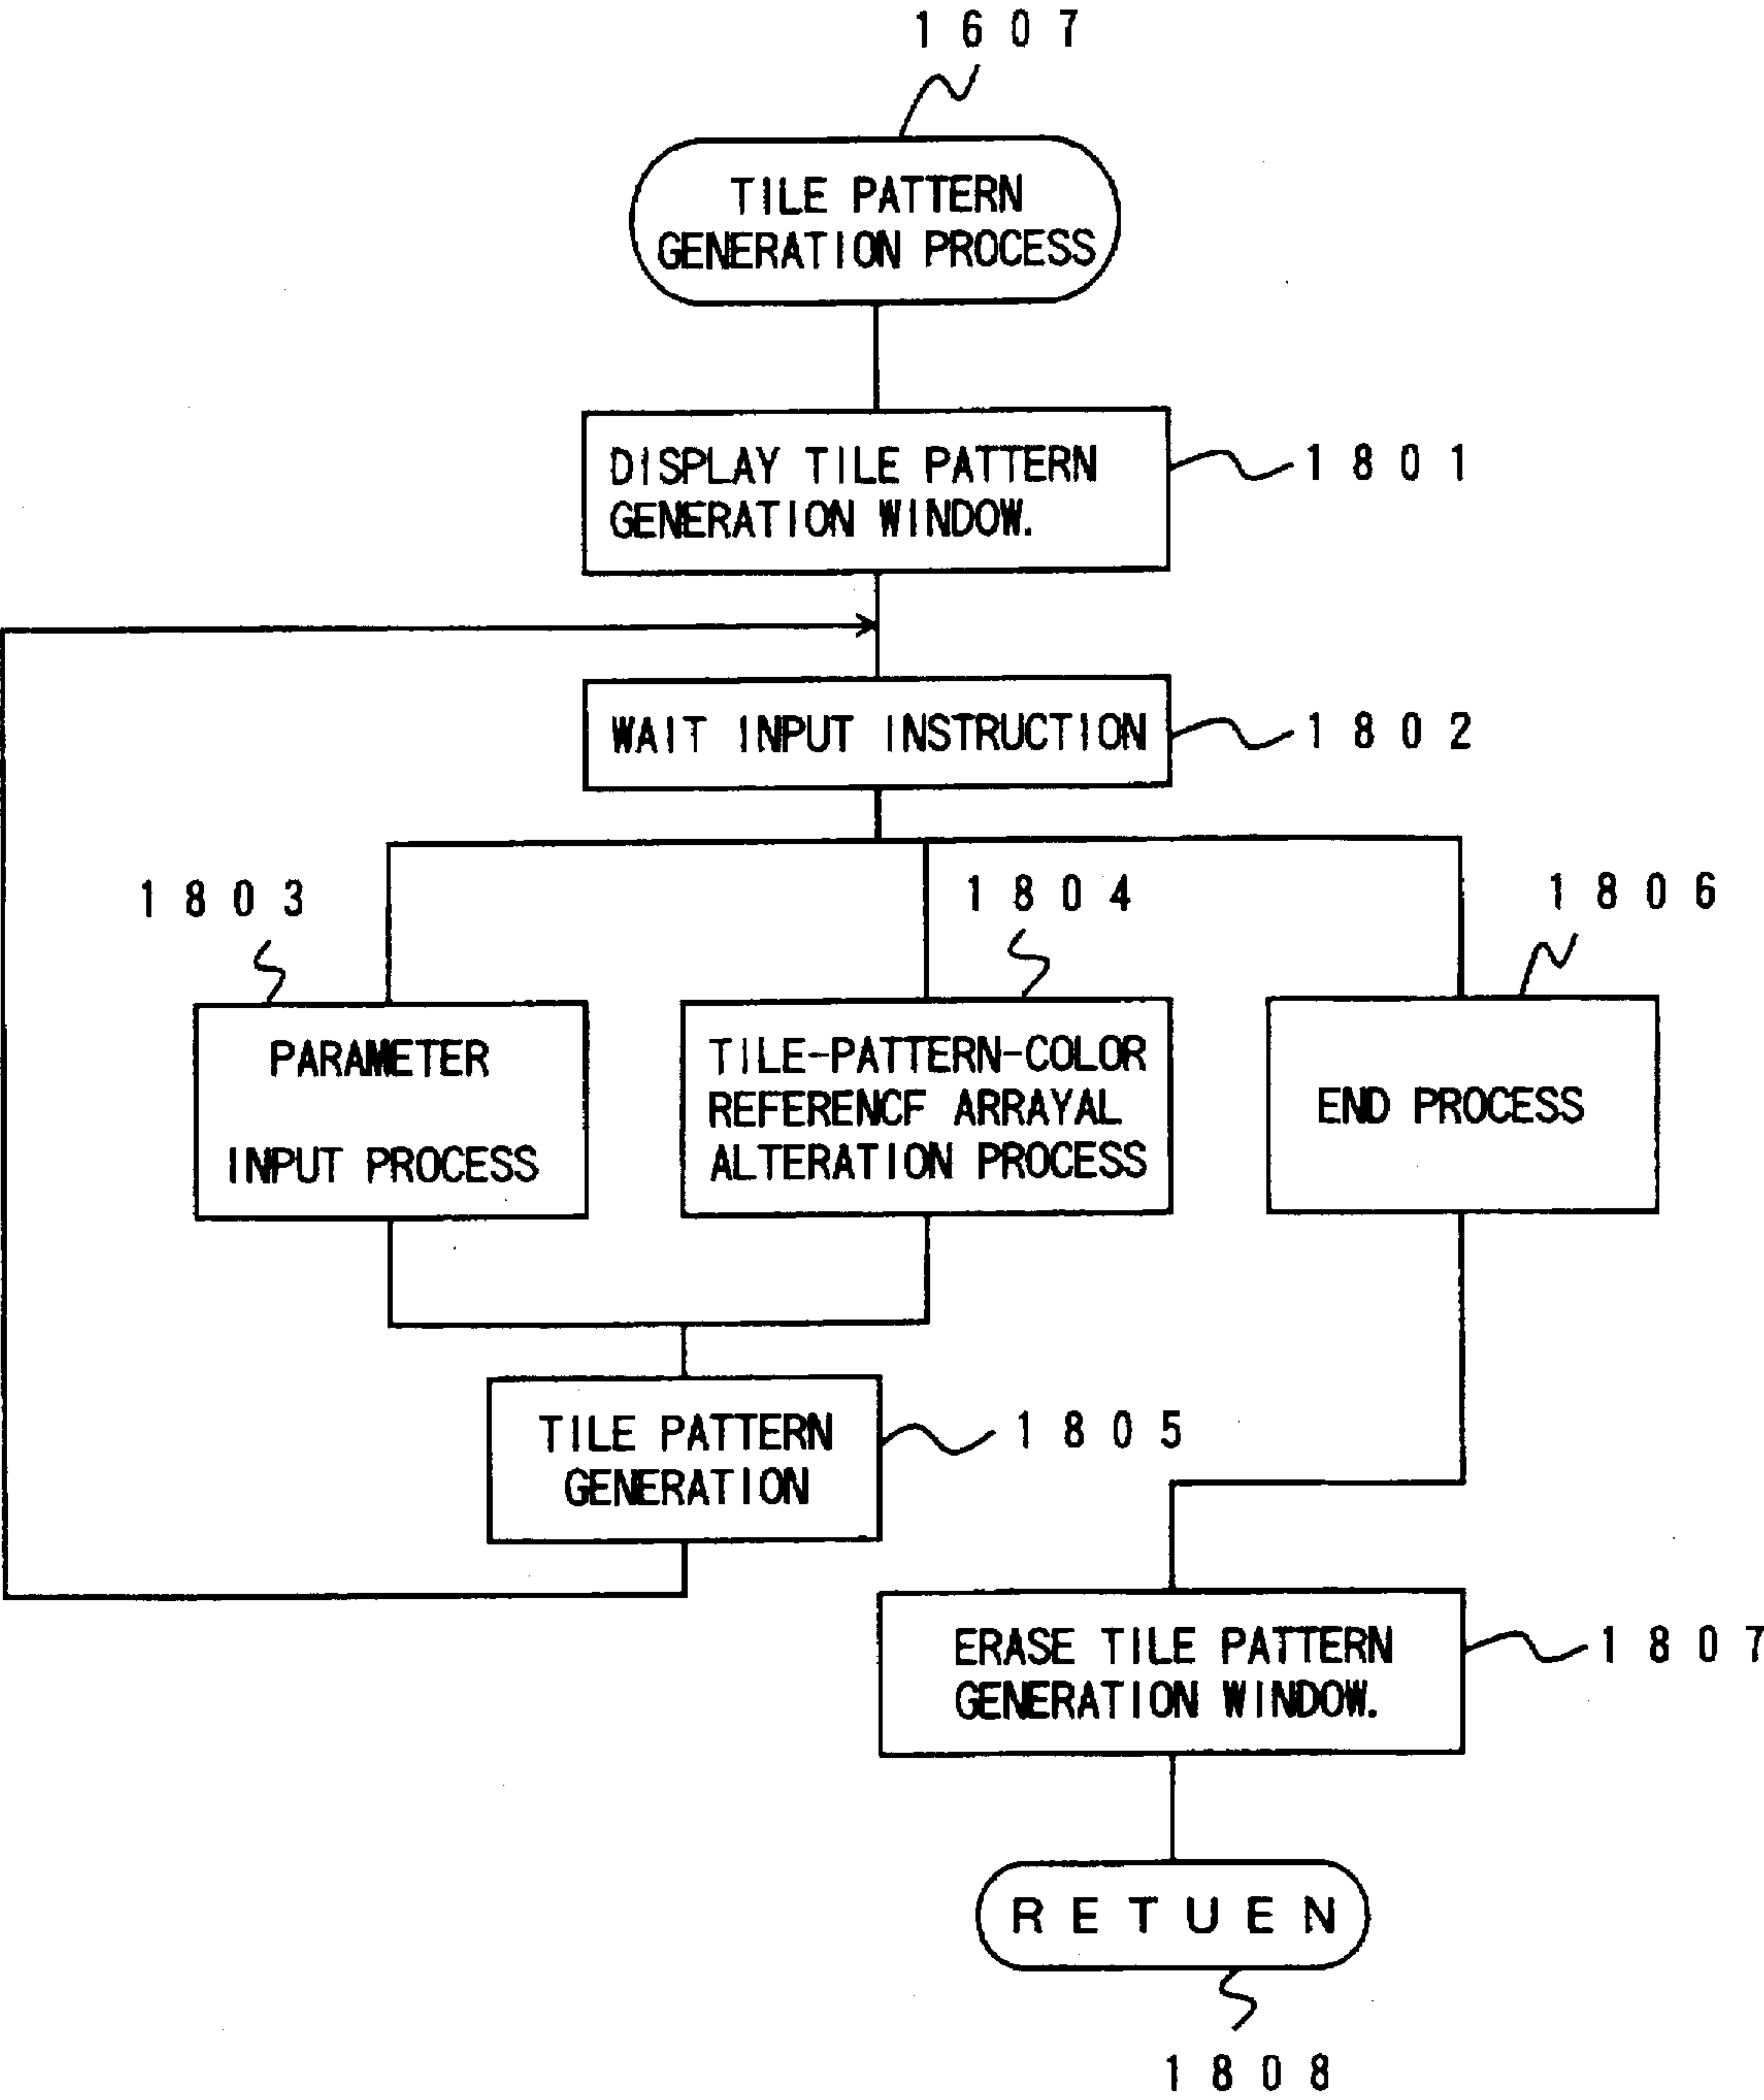 1607
TILE PATTERN
GENERATION PROCESS
DISPLAY TILE PATTERN
GENERATION WINDOW.
1801
WAIT INPUT INSTRUCTION
1802
1803
1804
1806
PARAMETER
INPUT PROCESS
TILE-PATTERN-COLOR
REFERENCF ARRAYAL
ALTERATION PROCESS
END PROCESS
TILE PATTERN
GENERATION
1805
ERASE TILE PATTERN
GENERATION WINDOW.
1807
RETUEN
1808